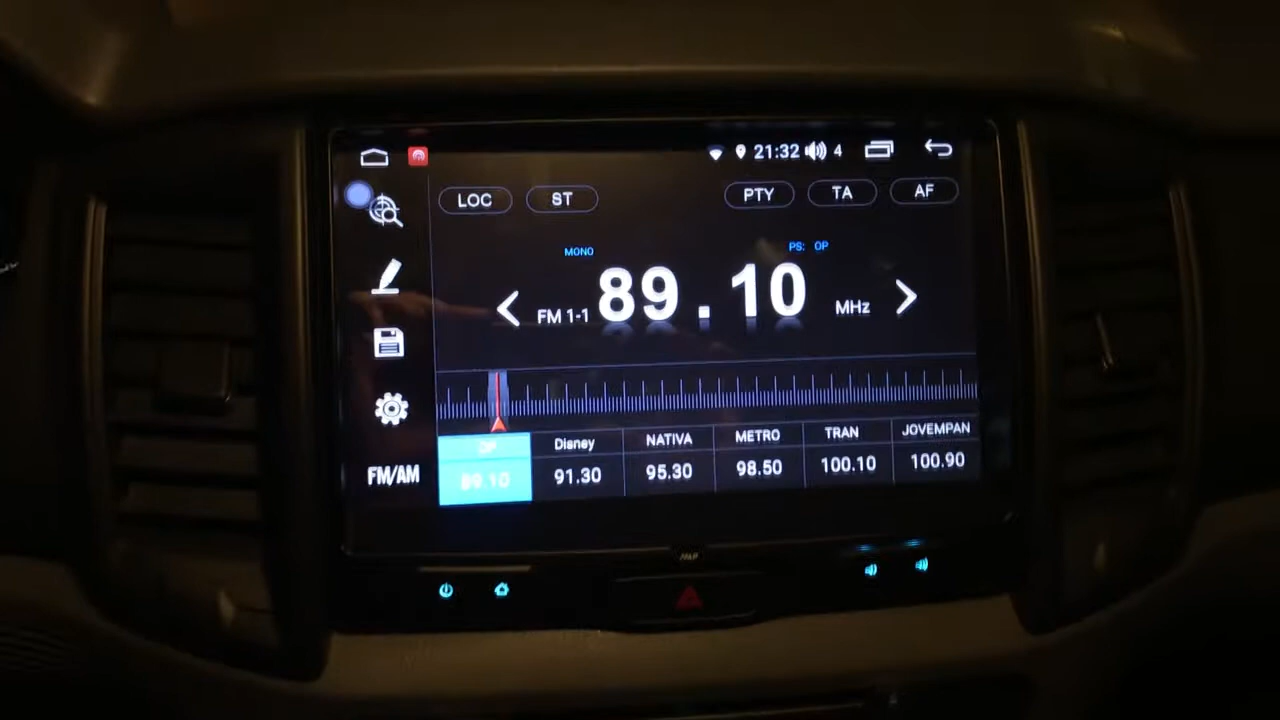 21:32 4
LOC ST PTY TA AF
MONO PS: OP
FM 1-1 89.10 MHz
OP Disney NATIVA METRO TRAN JOVEMPAN
89.10 91.30 95.30 98.50 100.10 100.90
FM/AM